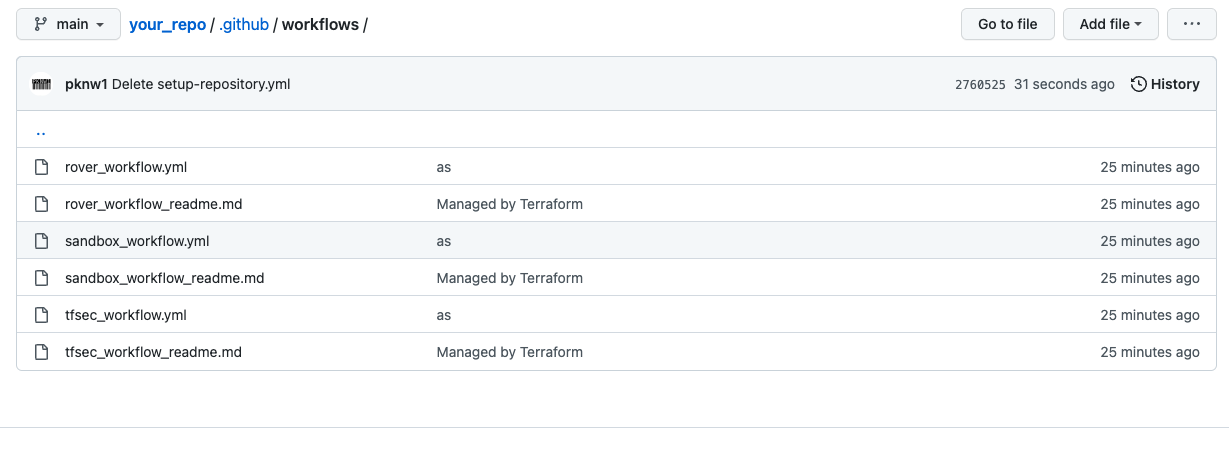 main your_repo / .github / workflows / Go to file Add file ...
pknw1 Delete setup-repository.yml 2760525 31 seconds ago History
..
rover_workflow.yml as 25 minutes ago
rover_workflow_readme.md Managed by Terraform 25 minutes ago
sandbox_workflow.yml as 25 minutes ago
sandbox_workflow_readme.md Managed by Terraform 25 minutes ago
tfsec_workflow.yml as 25 minutes ago
tfsec_workflow_readme.md Managed by Terraform 25 minutes ago